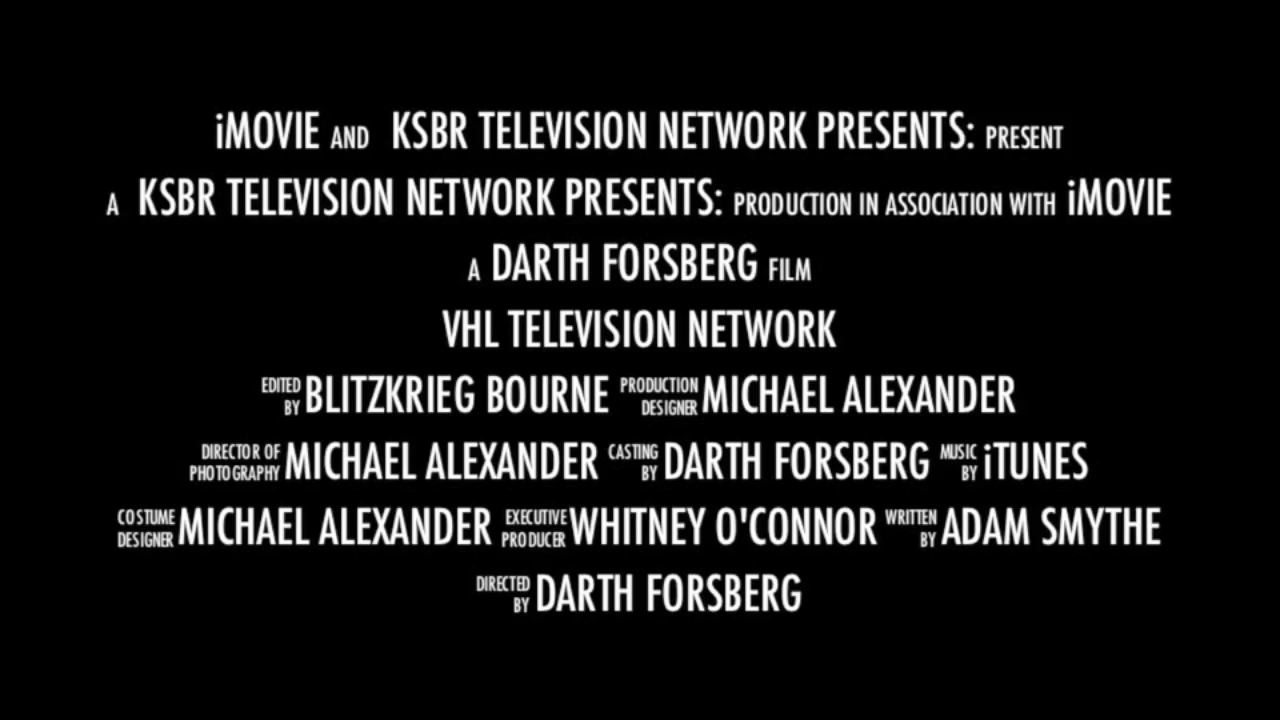 iMOVIE AND KSBR TELEVISION NETWORK PRESENTS: PRESENT
A KSBR TELEVISION NETWORK PRESENTS: PRODUCTION IN ASSOCIATION WITH iMOVIE
A DARTH FORSBERG FILM
VHL TELEVISION NETWORK
EDITED BY BLITZKRIEG BOURNE PRODUCTION DESIGNER MICHAEL ALEXANDER
DIRECTOR OF PHOTOGRAPHY MICHAEL ALEXANDER CASTING BY DARTH FORSBERG MUSIC BY iTUNES
COSTUME DESIGNER MICHAEL ALEXANDER EXECUTIVE PRODUCER WHITNEY O'CONNOR WRITTEN BY ADAM SMYTHE
DIRECTED BY DARTH FORSBERG